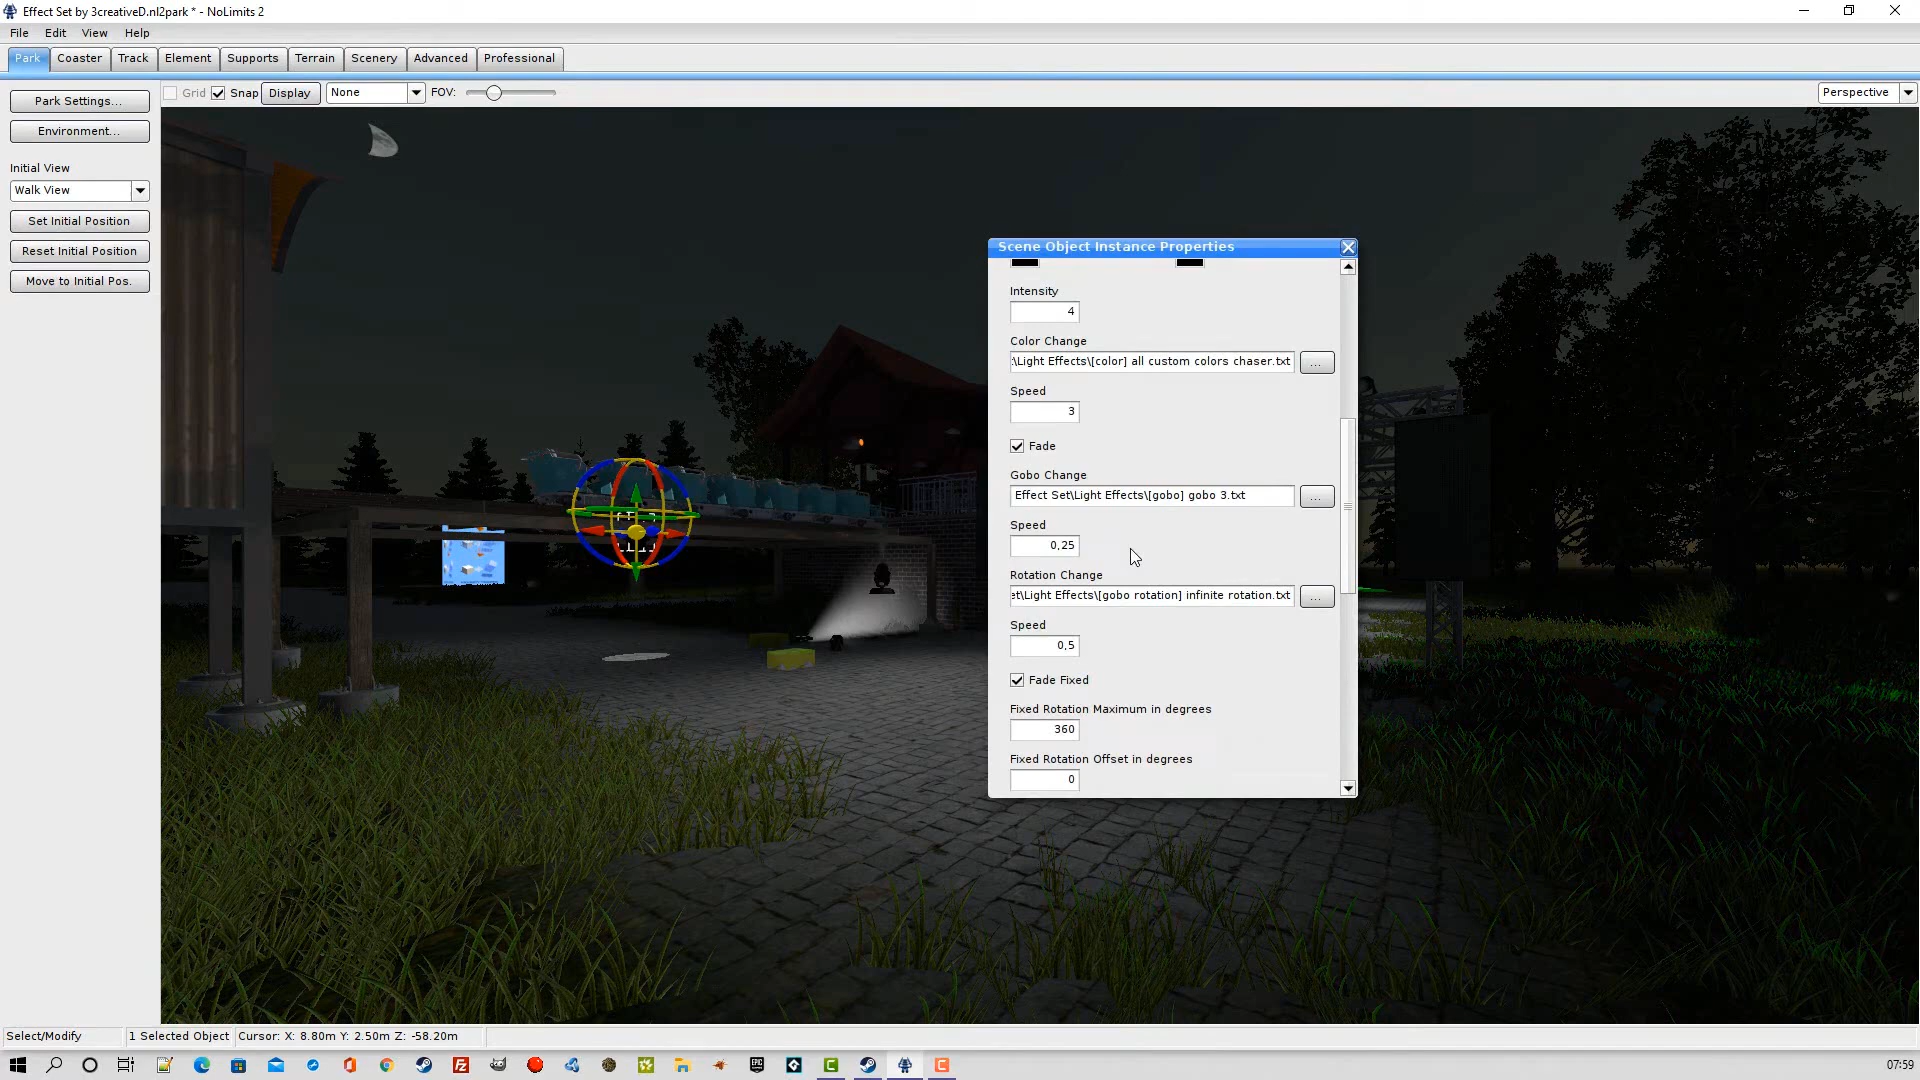 Effect Set by 3creativeD.nl2park * - NoLimits 2
File Edit View Help
Park Coaster Track Element Supports Terrain Scenery Advanced Professional
Grid Snap Display None FOV: Perspective
Park Settings...
Environment...
Initial View
Walk View
Set Initial Position
Reset Initial Position
Move to Initial Pos.
Scene Object Instance Properties
Intensity
4
Color Change
:\Light Effects\[color] all custom colors chaser.txt ...
Speed
3
Fade
Gobo Change
Effect Set\Light Effects\[gobo] gobo 3.txt ...
Speed
0,25
Rotation Change
et\Light Effects\[gobo rotation] infinite rotation.txt ...
Speed
0,5
Fade Fixed
Fixed Rotation Maximum in degrees
360
Fixed Rotation Offset in degrees
0
Select/Modify 1 Selected Object Cursor: X: 8.80m Y: 2.50m Z: -58.20m
07:59